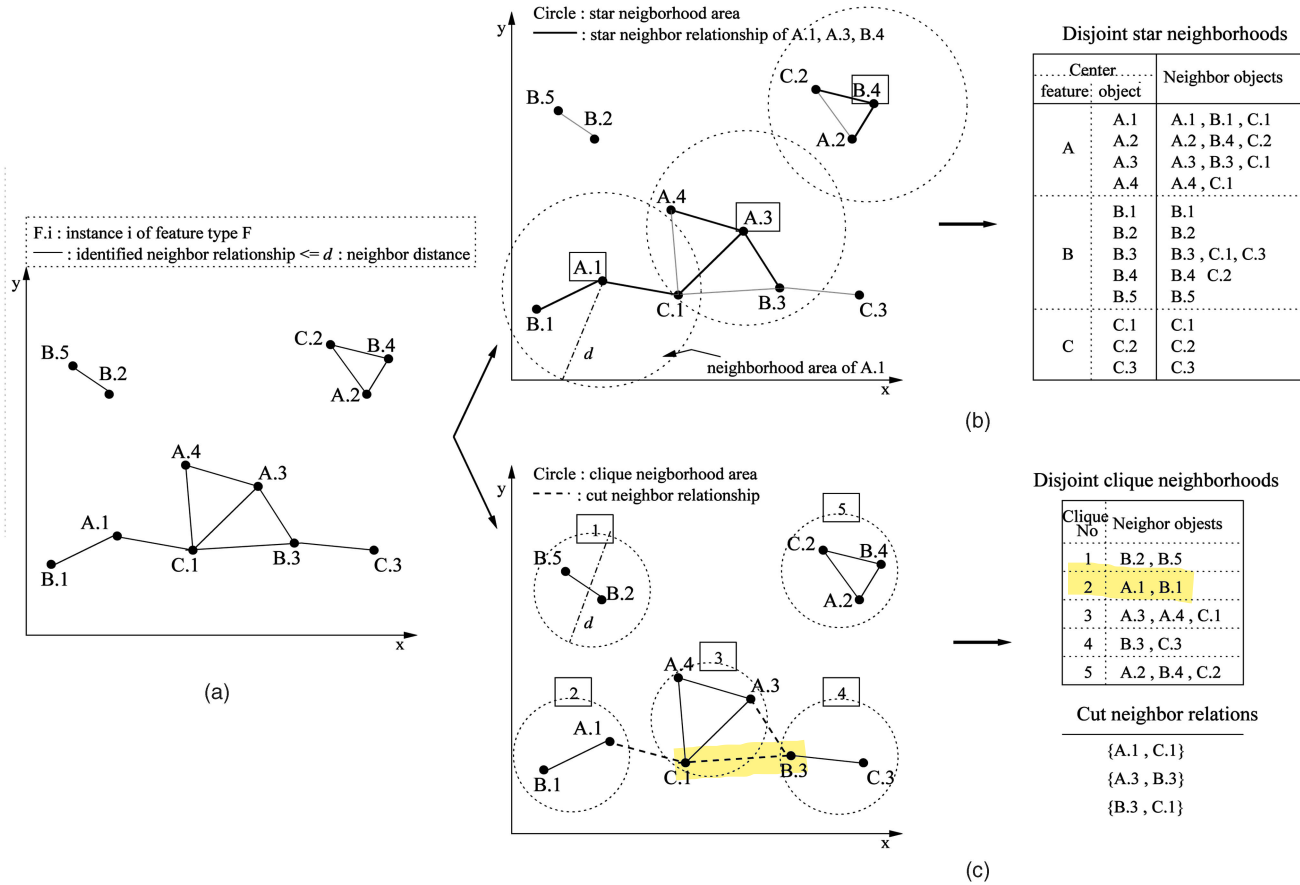 F.i : instance i of feature type F
: identified neighbor relationship <= d : neighbor distance
y
B.5
B.2
C.2
B.4
A.2
A.4
A.3
A.1
B.1
C.1
B.3
C.3
x
(a)
Circle : star neigborhood area
: star neighbor relationship of A.1, A.3, B.4
y
C.2
B.4
B.5
B.2
A.2
A.4
A.3
A.1
B.1
C.1
B.3
C.3
d
neighborhood area of A.1
x
(b)
Disjoint star neighborhoods
Center
feature object Neighbor objects
A
A.1 A.1 , B.1 , C.1
A.2 A.2 , B.4 , C.2
A.3 A.3 , B.3 , C.1
A.4 A.4 , C.1
B
B.1 B.1
B.2 B.2
B.3 B.3 , C.1, C.3
B.4 B.4 C.2
B.5 B.5
C
C.1 C.1
C.2 C.2
C.3 C.3
Circle : clique neigborhood area
: cut neighbor relationship
y
1
B.5
B.2
d
5
C.2
B.4
A.2
3
A.4
A.3
2
A.1
B.1
C.1
4
B.3
C.3
x
(c)
Disjoint clique neighborhoods
Clique No Neighor objests
1 B.2 , B.5
2 A.1 , B.1
3 A.3 , A.4 , C.1
4 B.3 , C.3
5 A.2 , B.4 , C.2
Cut neighbor relations
{A.1 , C.1}
{A.3 , B.3}
{B.3 , C.1}